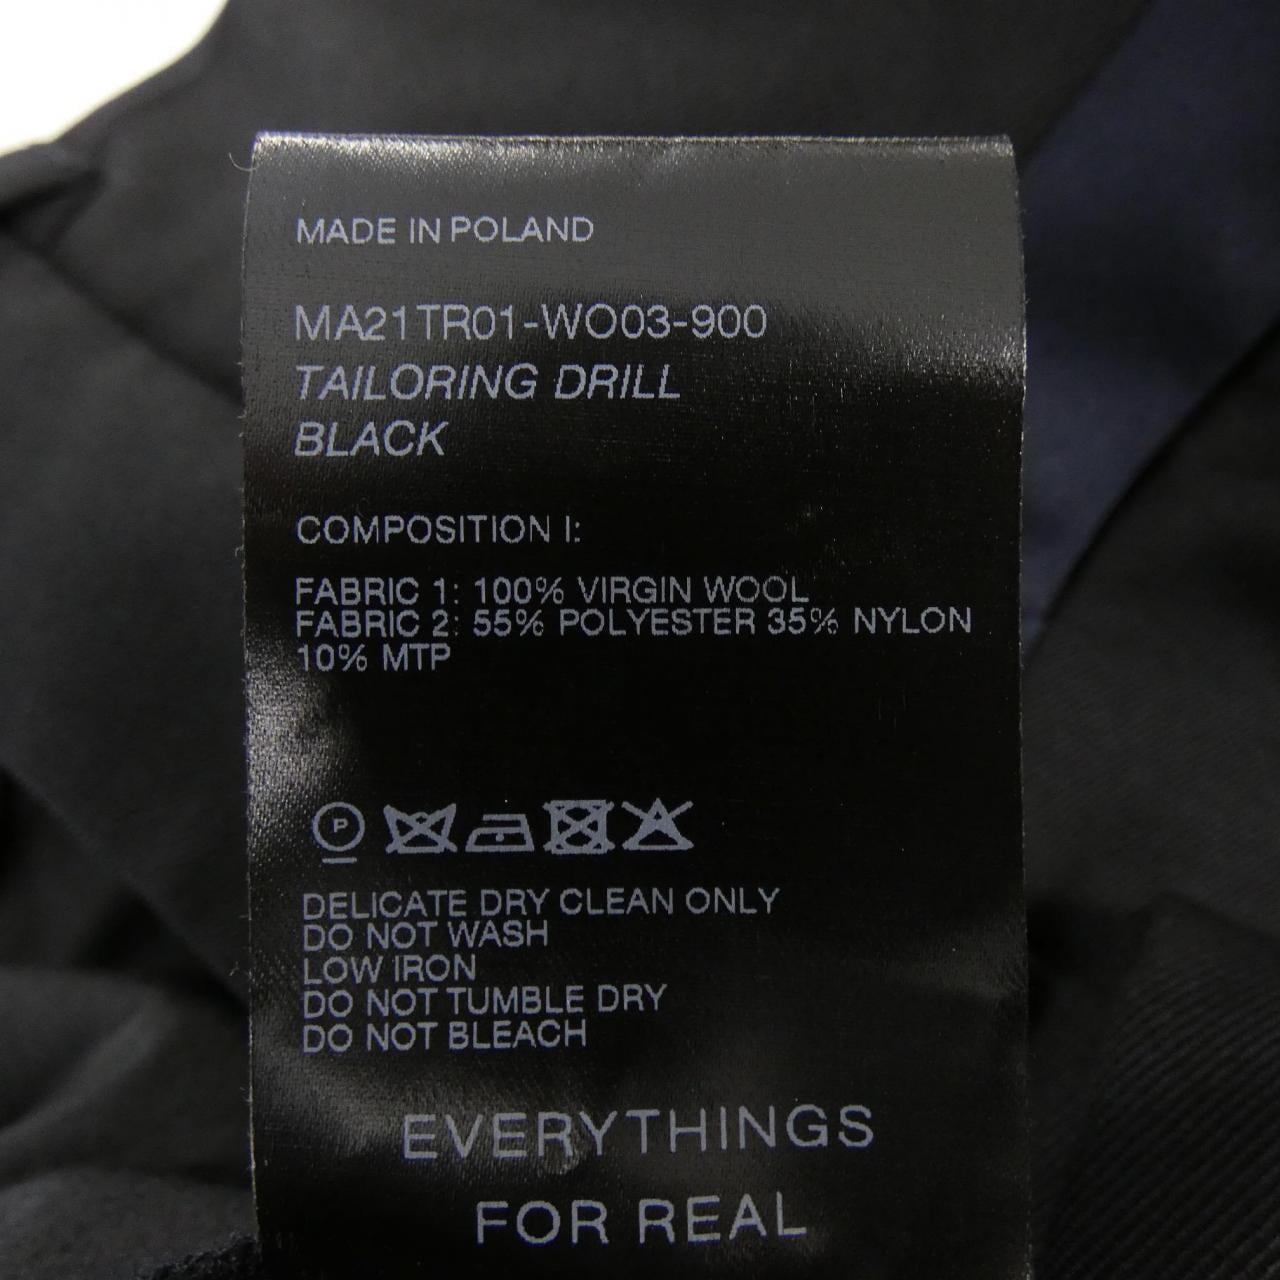 MADE IN POLAND
MA21TR01-WO03-900
TAILORING DRILL
BLACK
COMPOSITION I:
FABRIC 1: 100% VIRGIN WOOL
FABRIC 2: 55% POLYESTER 35% NYLON
10% MTP
P
DELICATE DRY CLEAN ONLY
DO NOT WASH
LOW IRON
DO NOT TUMBLE DRY
DO NOT BLEACH
EVERYTHINGS
FOR REAL